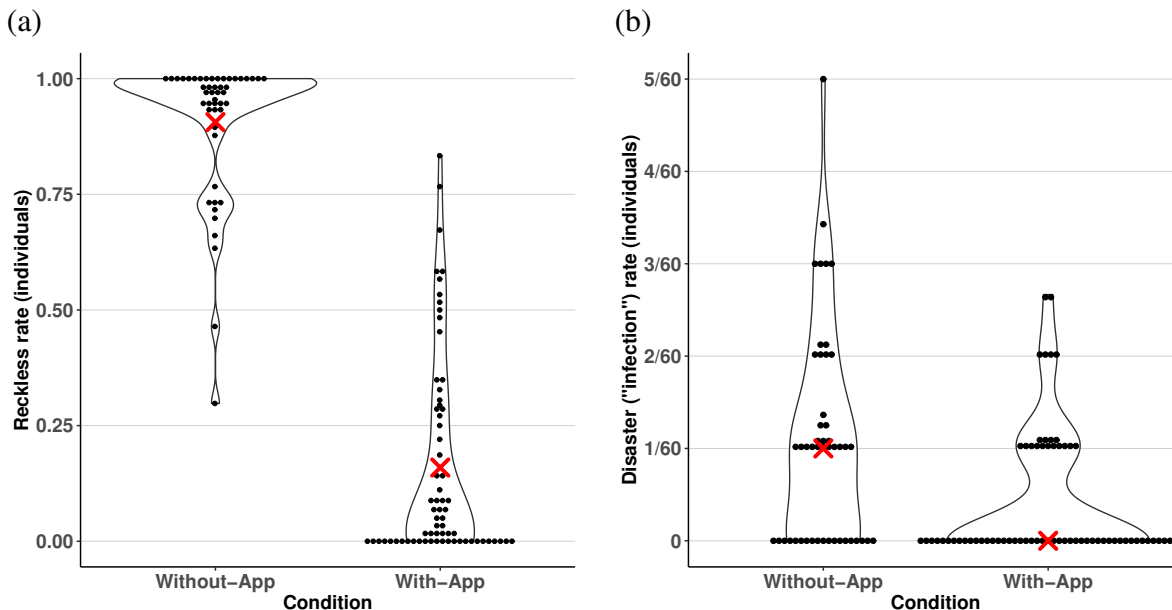 (a)
Reckless rate (individuals)
1.00
0.75
0.50
0.25
0.00
Without−App
With−App
Condition
(b)
Disaster ("infection") rate (individuals)
5/60
4/60
3/60
2/60
1/60
0
Without−App
With−App
Condition